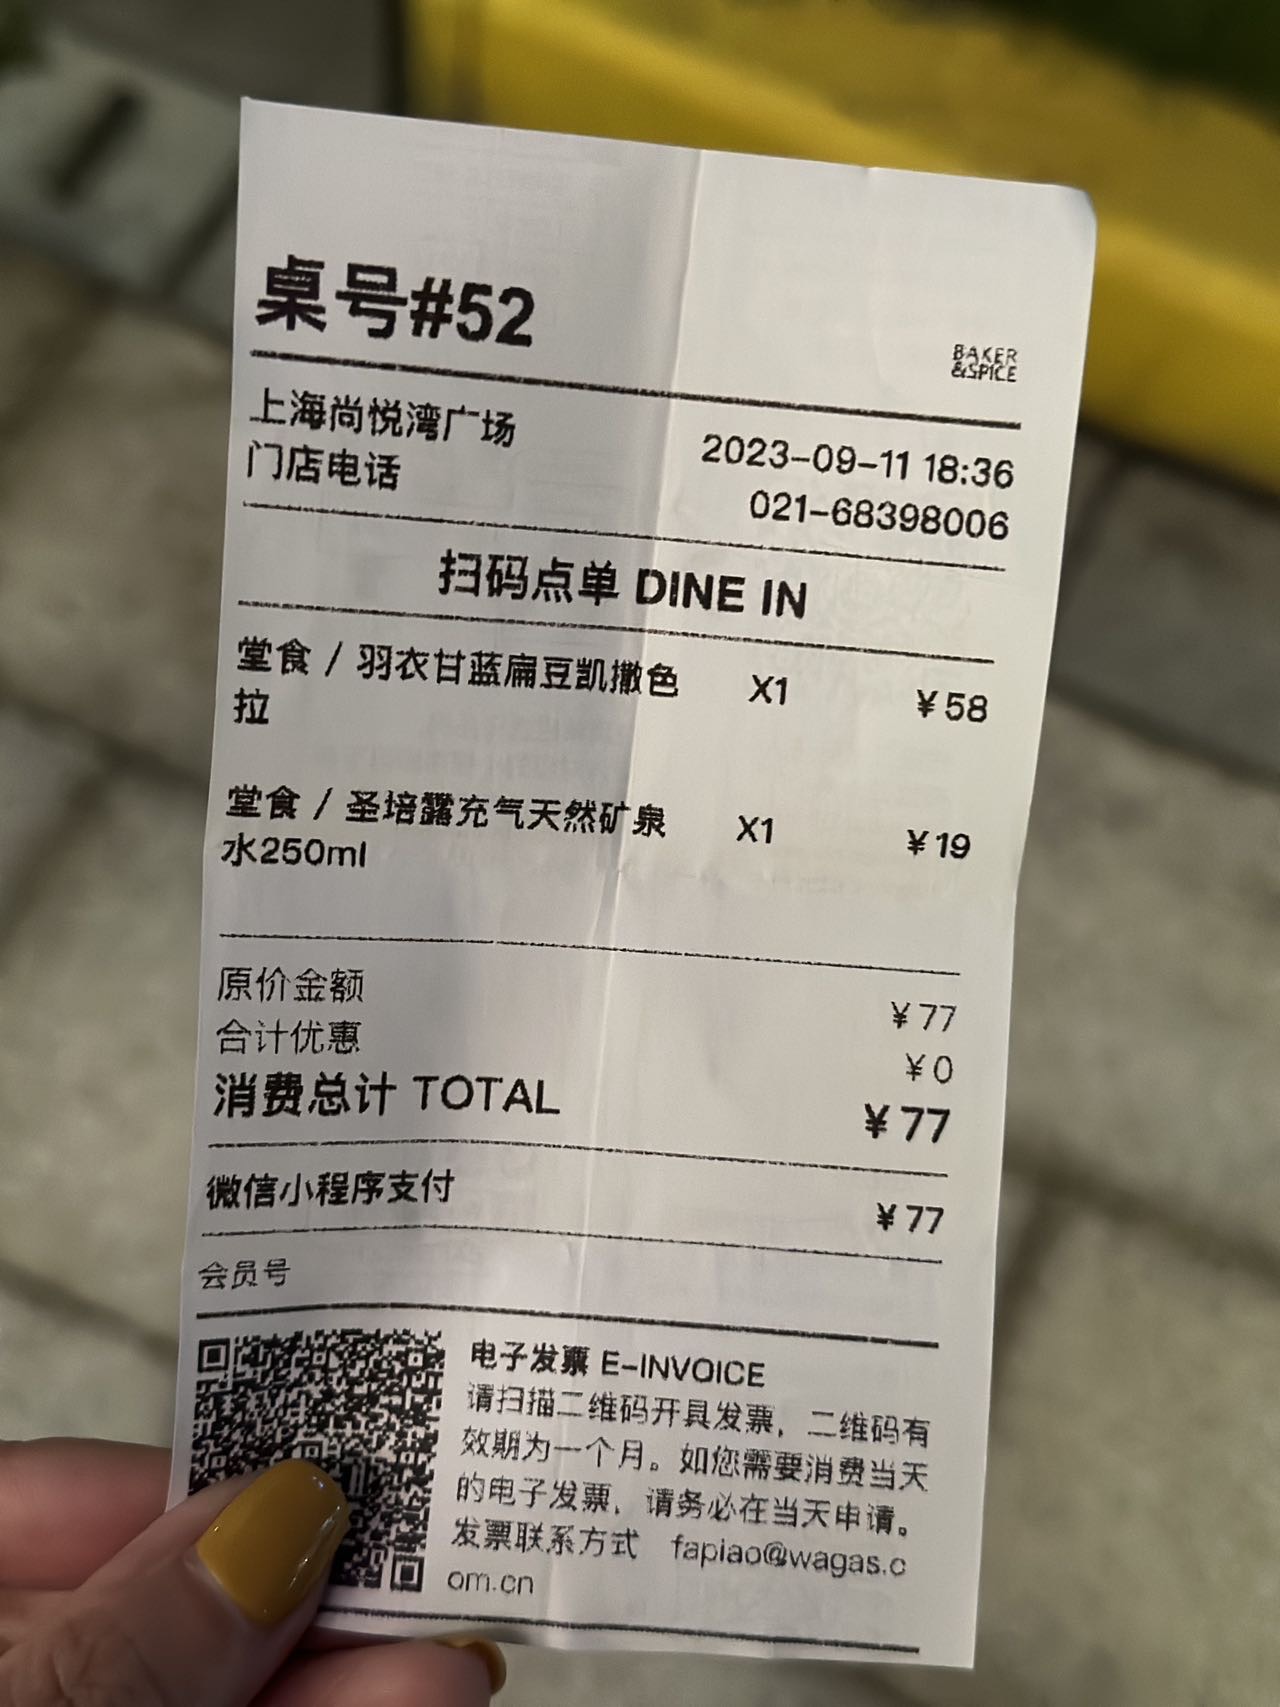 桌号#52
BAKER
&SPICE
上海尚悦湾广场 2023-09-11 18:36
门店电话 021-68398006
扫码点单 DINE IN
堂食 / 羽衣甘蓝扁豆凯撒色 X1 ¥58
拉
堂食 / 圣培露充气天然矿泉 X1 ¥19
水250ml
原价金额 ¥77
合计优惠 ¥0
消费总计 TOTAL ¥77
微信小程序支付 ¥77
会员号
电子发票 E-INVOICE
请扫描二维码开具发票，二维码有
效期为一个月。如您需要消费当天
的电子发票，请务必在当天申请。
发票联系方式 fapiao@wagas.c
om.cn